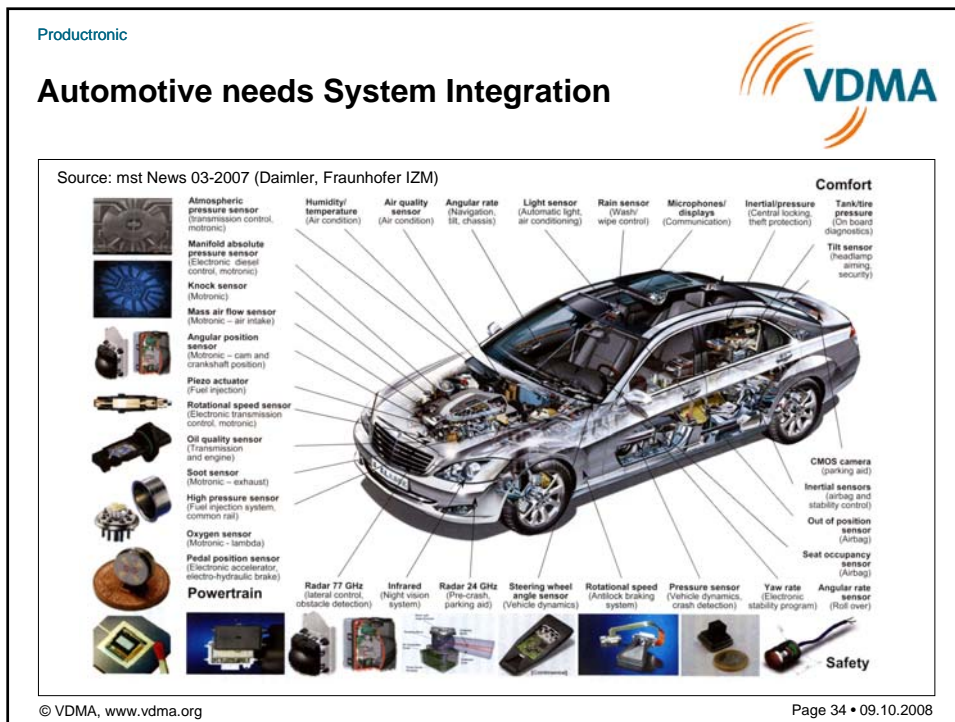 Productronic
Automotive needs System Integration
VDMA
Source: mst News 03-2007 (Daimler, Fraunhofer IZM)
Comfort
Atmospheric
pressure sensor
(transmission control,
motronic)
Manifold absolute
pressure sensor
(Electronic diesel
control, motronic)
Knock sensor
(Motronic)
Mass air flow sensor
(Motronic – air intake)
Angular position
sensor
(Motronic – cam and
crankshaft position)
Piezo actuator
(Fuel injection)
Rotational speed sensor
(Electronic transmission
control, motronic)
Oil quality sensor
(Transmission
and engine)
Soot sensor
(Motronic – exhaust)
High pressure sensor
(Fuel injection system,
common rail)
Oxygen sensor
(Motronic - lambda)
Pedal position sensor
(Electronic accelerator,
electro-hydraulic brake)
Powertrain
Humidity/
temperature
(Air condition)
Air quality
sensor
(Air condition)
Angular rate
(Navigation,
tilt, chassis)
Light sensor
(Automatic light,
air conditioning)
Rain sensor
(Wash/
wipe control)
Microphones/
displays
(Communication)
Inertial/pressure
(Central locking,
theft protection)
Tank/tire
pressure
(On board
diagnostics)
Tilt sensor
(headlamp
aiming,
security)
CMOS camera
(parking aid)
Inertial sensors
(airbag and
stability control)
Out of position
sensor
(Airbag)
Seat occupancy
sensor
(Airbag)
Angular rate
sensor
(Roll over)
Radar 77 GHz
(lateral control,
obstacle detection)
Infrared
(Night vision
system)
Radar 24 GHz
(Pre-crash,
parking aid)
Steering wheel
angle sensor
(Vehicle dynamics)
Rotational speed
(Antilock braking
system)
Pressure sensor
(Vehicle dynamics,
crash detection)
Yaw rate
(Electronic
stability program)
[Continental]
Safety
© VDMA, www.vdma.org
Page 34 • 09.10.2008